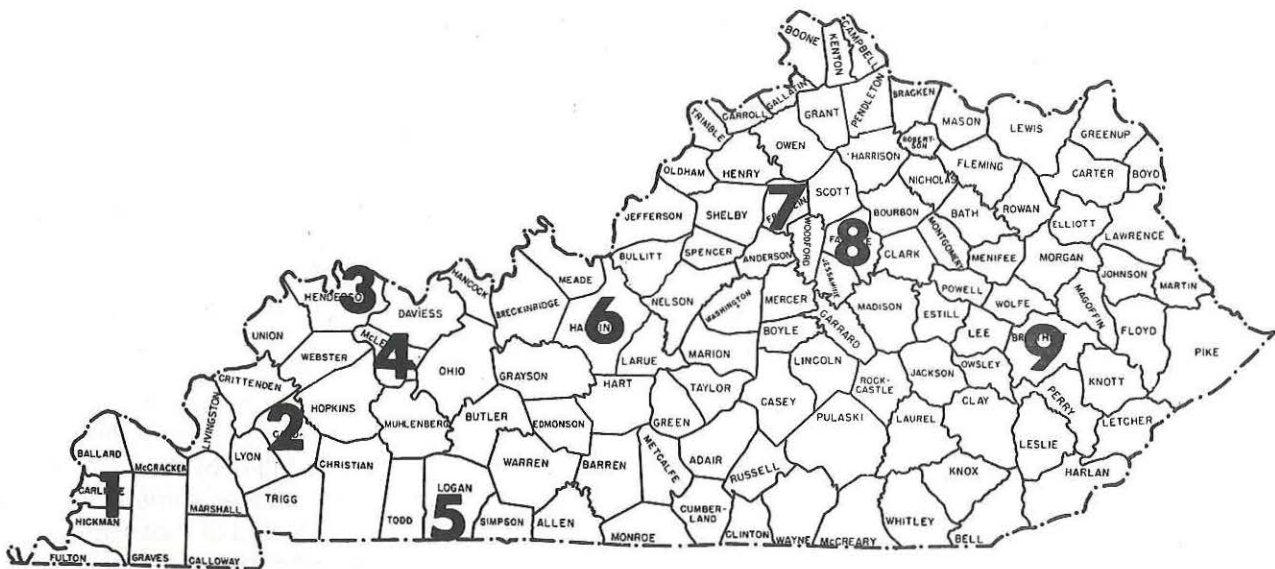 BOONE
KENTON
CAMPBELL
GALLATIN
CARROLL
TRIMBLE
GRANT
PENDLETON
BRACKEN
MASON
LEWIS
GREENUP
OWEN
ROBERT-
SON
HARRISON
FLEMING
CARTER
BOYD
OLDHAM
HENRY
SCOTT
NICHOLAS
ROWAN
ELLIOTT
7
JEFFERSON
SHELBY
BOURBON
BATH
LAWRENCE
WOODFORD
8
MONTGOMERY
BULLITT
SPENCER
ANDERSON
CLARK
MENIFEE
MORGAN
JOHNSON
MARTIN
JESSAMINE
MEADE
HANCOCK
BRECKINRIDGE
3
POWELL
MAGOFFIN
DAVIESS
NELSON
WASHINGTON
MERCER
MADISON
ESTILL
WOLFE
FLOYD
PIKE
6
UNION
GARRARD
BOYLE
LEE
9
4
WEBSTER
OHIO
LARUE
MARION
LINCOLN
GRAYSON
ROCK-
CASTLE
JACKSON
OWSLEY
KNOTT
CRITTENDEN
HART
TAYLOR
CASEY
CLAY
PERRY
LIVINGSTON
2
HOPKINS
MUHLENBERG
BUTLER
EDMONSON
GREEN
PULASKI
LAUREL
LETCHER
LYON
LESLIE
BALLARD
McCRACKEN
CHRISTIAN
WARREN
BARREN
METCALFE
ADAIR
RUSSELL
KNOX
HARLAN
1
TRIGG
LOGAN
5
HICKMAN
MARSHALL
TODD
SIMPSON
ALLEN
CUMBER-
LAND
WHITLEY
MONROE
CLINTON
WAYNE
McCREARY
BELL
FULTON
GRAVES
CALLOWAY